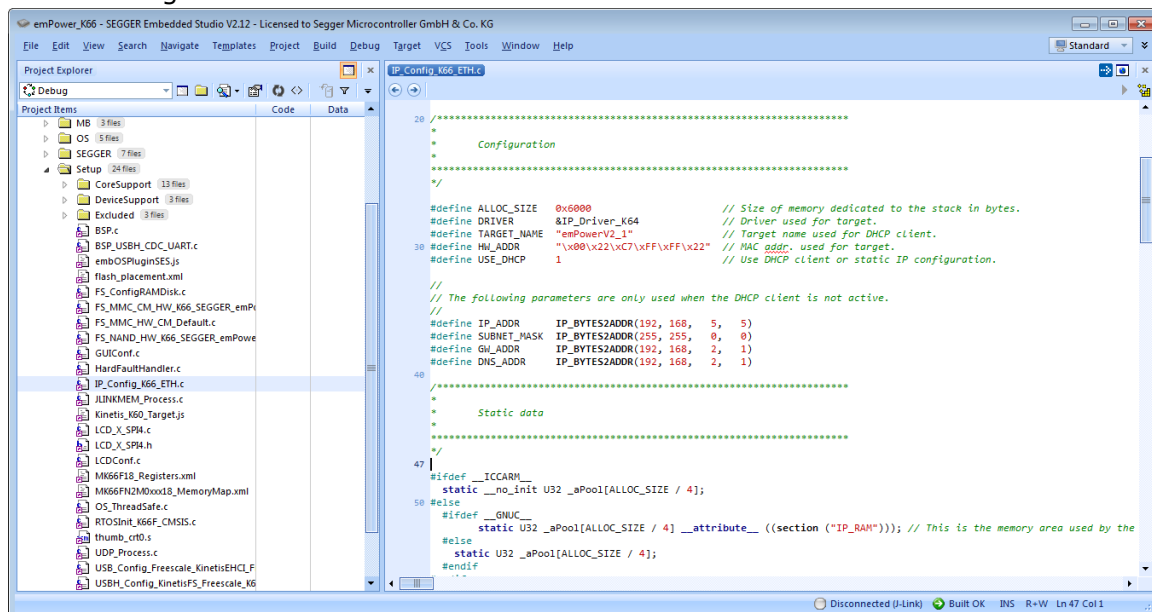 emPower_K66 - SEGGER Embedded Studio V2.12 - Licensed to Segger Microcontroller GmbH & Co. KG
File Edit View Search Navigate Templates Project Build Debug Target VCS Tools Window Help
Standard
Project Explorer
Debug
Project Items Code Data
MB 3 files
OS 5 files
SEGGER 7 files
Setup 24 files
CoreSupport 13 files
DeviceSupport 3 files
Excluded 3 files
BSP.c
BSP_USBH_CDC_UART.c
embOSPluginSES.js
flash_placement.xml
FS_ConfigRAMDisk.c
FS_MMC_CM_HW_K66_SEGGER_emP
FS_MMC_HW_CM_Default.c
FS_NAND_HW_K66_SEGGER_emPowe
GUIConf.c
HardFaultHandler.c
IP_Config_K66_ETH.c
JLINKMEM_Process.c
Kinetis_K60_Target.js
LCD_X_SPI4.c
LCD_X_SPI4.h
LCDConf.c
MK66F18_Registers.xml
MK66FN2M0xxx18_MemoryMap.xml
OS_ThreadSafe.c
RTOSInit_K66F_CMSIS.c
thumb_crt0.s
UDP_Process.c
USB_Config_Freescale_KinetisEHCI_F
USBH_Config_KinetisFS_Freescale_K6
IP_Config_K66_ETH.c
20 /*********************************************************************
*
* Configuration
*
**********************************************************************
*/
#define ALLOC_SIZE 0x6000 // Size of memory dedicated to the stack in bytes.
#define DRIVER &IP_Driver_K64 // Driver used for target.
#define TARGET_NAME "emPowerV2_1" // Target name used for DHCP client.
30 #define HW_ADDR "\x00\x22\xC7\xFF\xFF\x22" // MAC addr. used for target.
#define USE_DHCP 1 // Use DHCP client or static IP configuration.
//
// The following parameters are only used when the DHCP client is not active.
//
#define IP_ADDR IP_BYTES2ADDR(192, 168, 5, 5)
#define SUBNET_MASK IP_BYTES2ADDR(255, 255, 0, 0)
#define GW_ADDR IP_BYTES2ADDR(192, 168, 2, 1)
#define DNS_ADDR IP_BYTES2ADDR(192, 168, 2, 1)
40
/*********************************************************************
*
* Static data
*
**********************************************************************
*/
47
#ifdef __ICCARM__
static __no_init U32 _aPool[ALLOC_SIZE / 4];
50 #else
#ifdef __GNUC__
static U32 _aPool[ALLOC_SIZE / 4] __attribute__ ((section ("IP_RAM"))); // This is the memory area used by the
#else
static U32 _aPool[ALLOC_SIZE / 4];
#endif
Disconnected (J-Link) Built OK INS R+W Ln 47 Col 1